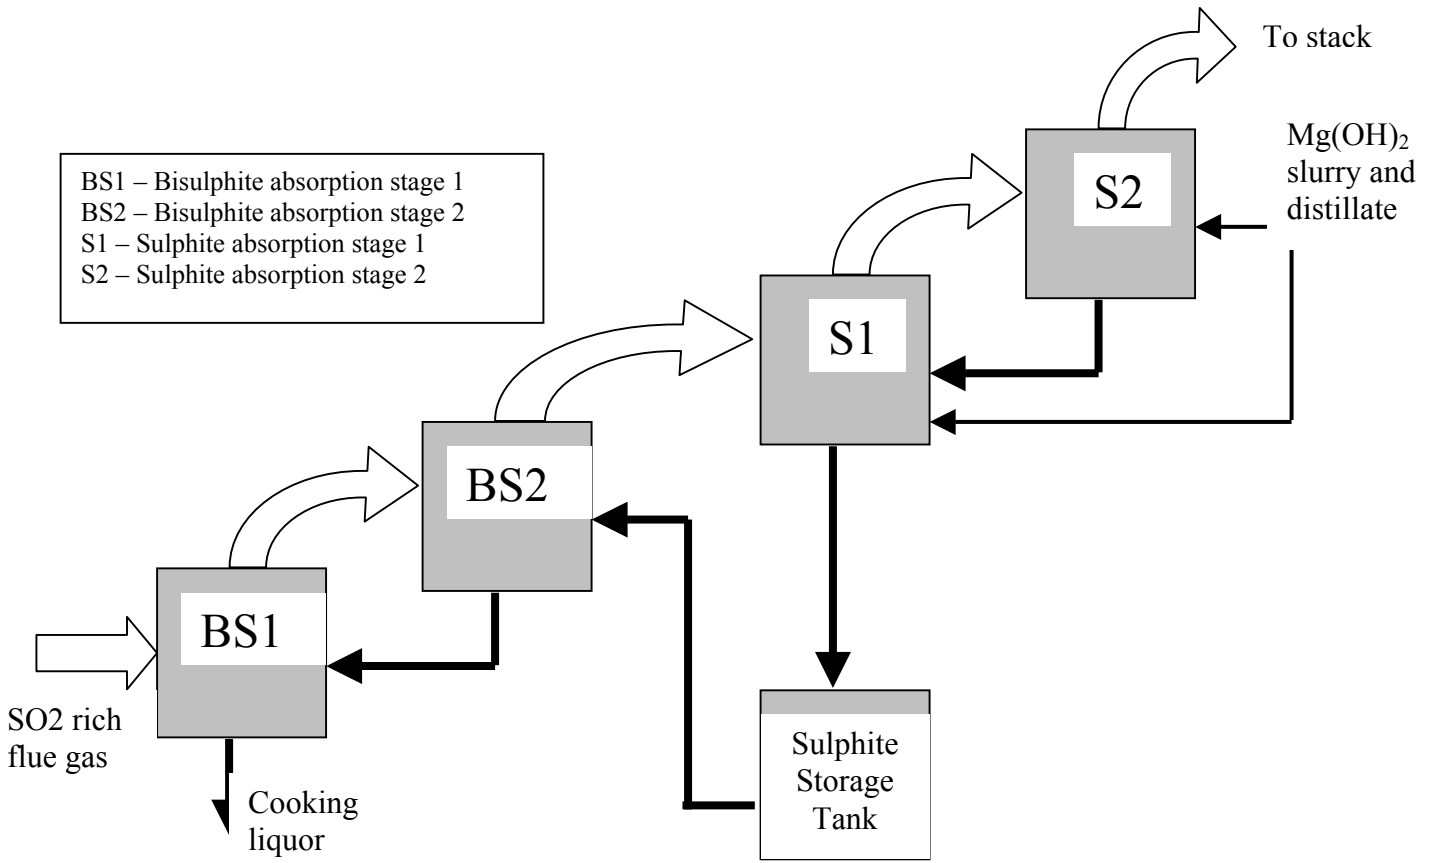 To stack
Mg(OH)₂
slurry and
distillate
BS1 – Bisulphite absorption stage 1
BS2 – Bisulphite absorption stage 2
S1 – Sulphite absorption stage 1
S2 – Sulphite absorption stage 2
S2
S1
BS2
BS1
SO2 rich
flue gas
Cooking
liquor
Sulphite
Storage
Tank